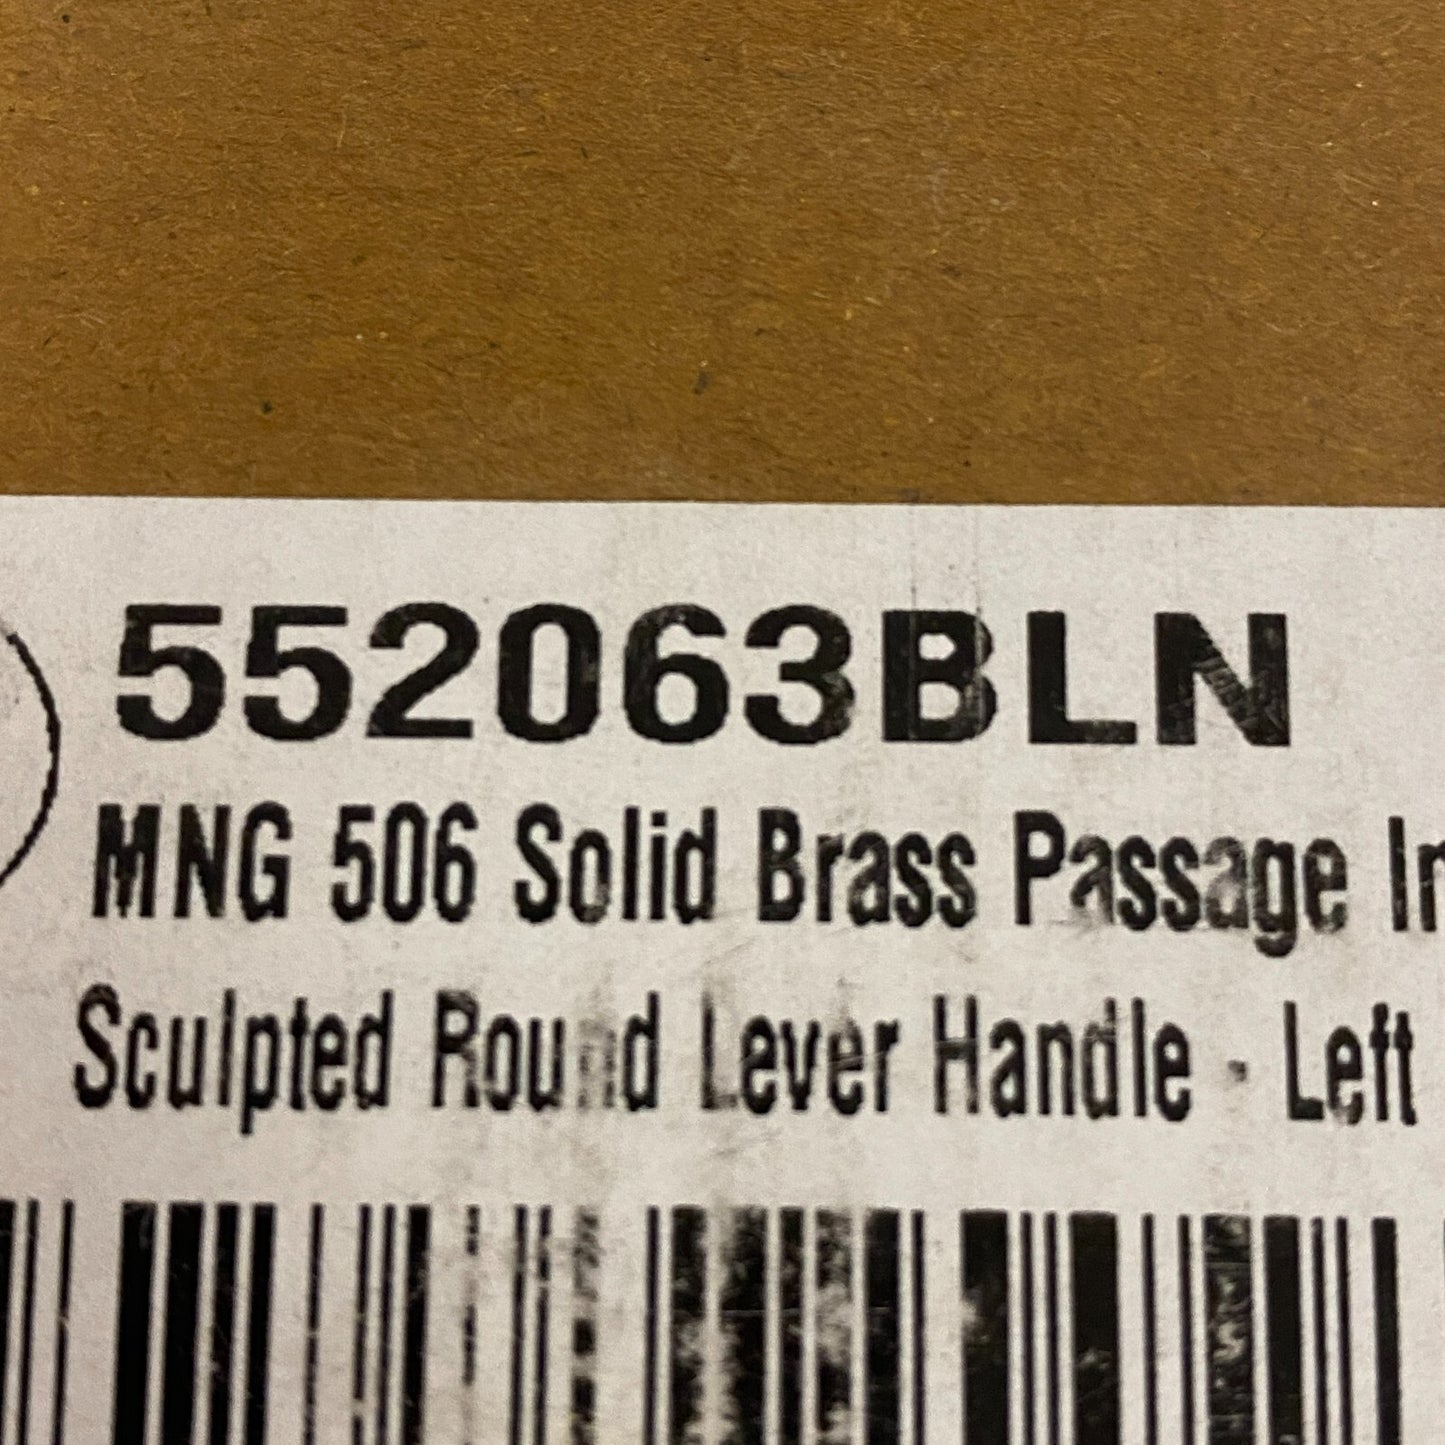 552063BLN
MNG 506 Solid Brass Passage
Sculpted Round Lever Handle - Left